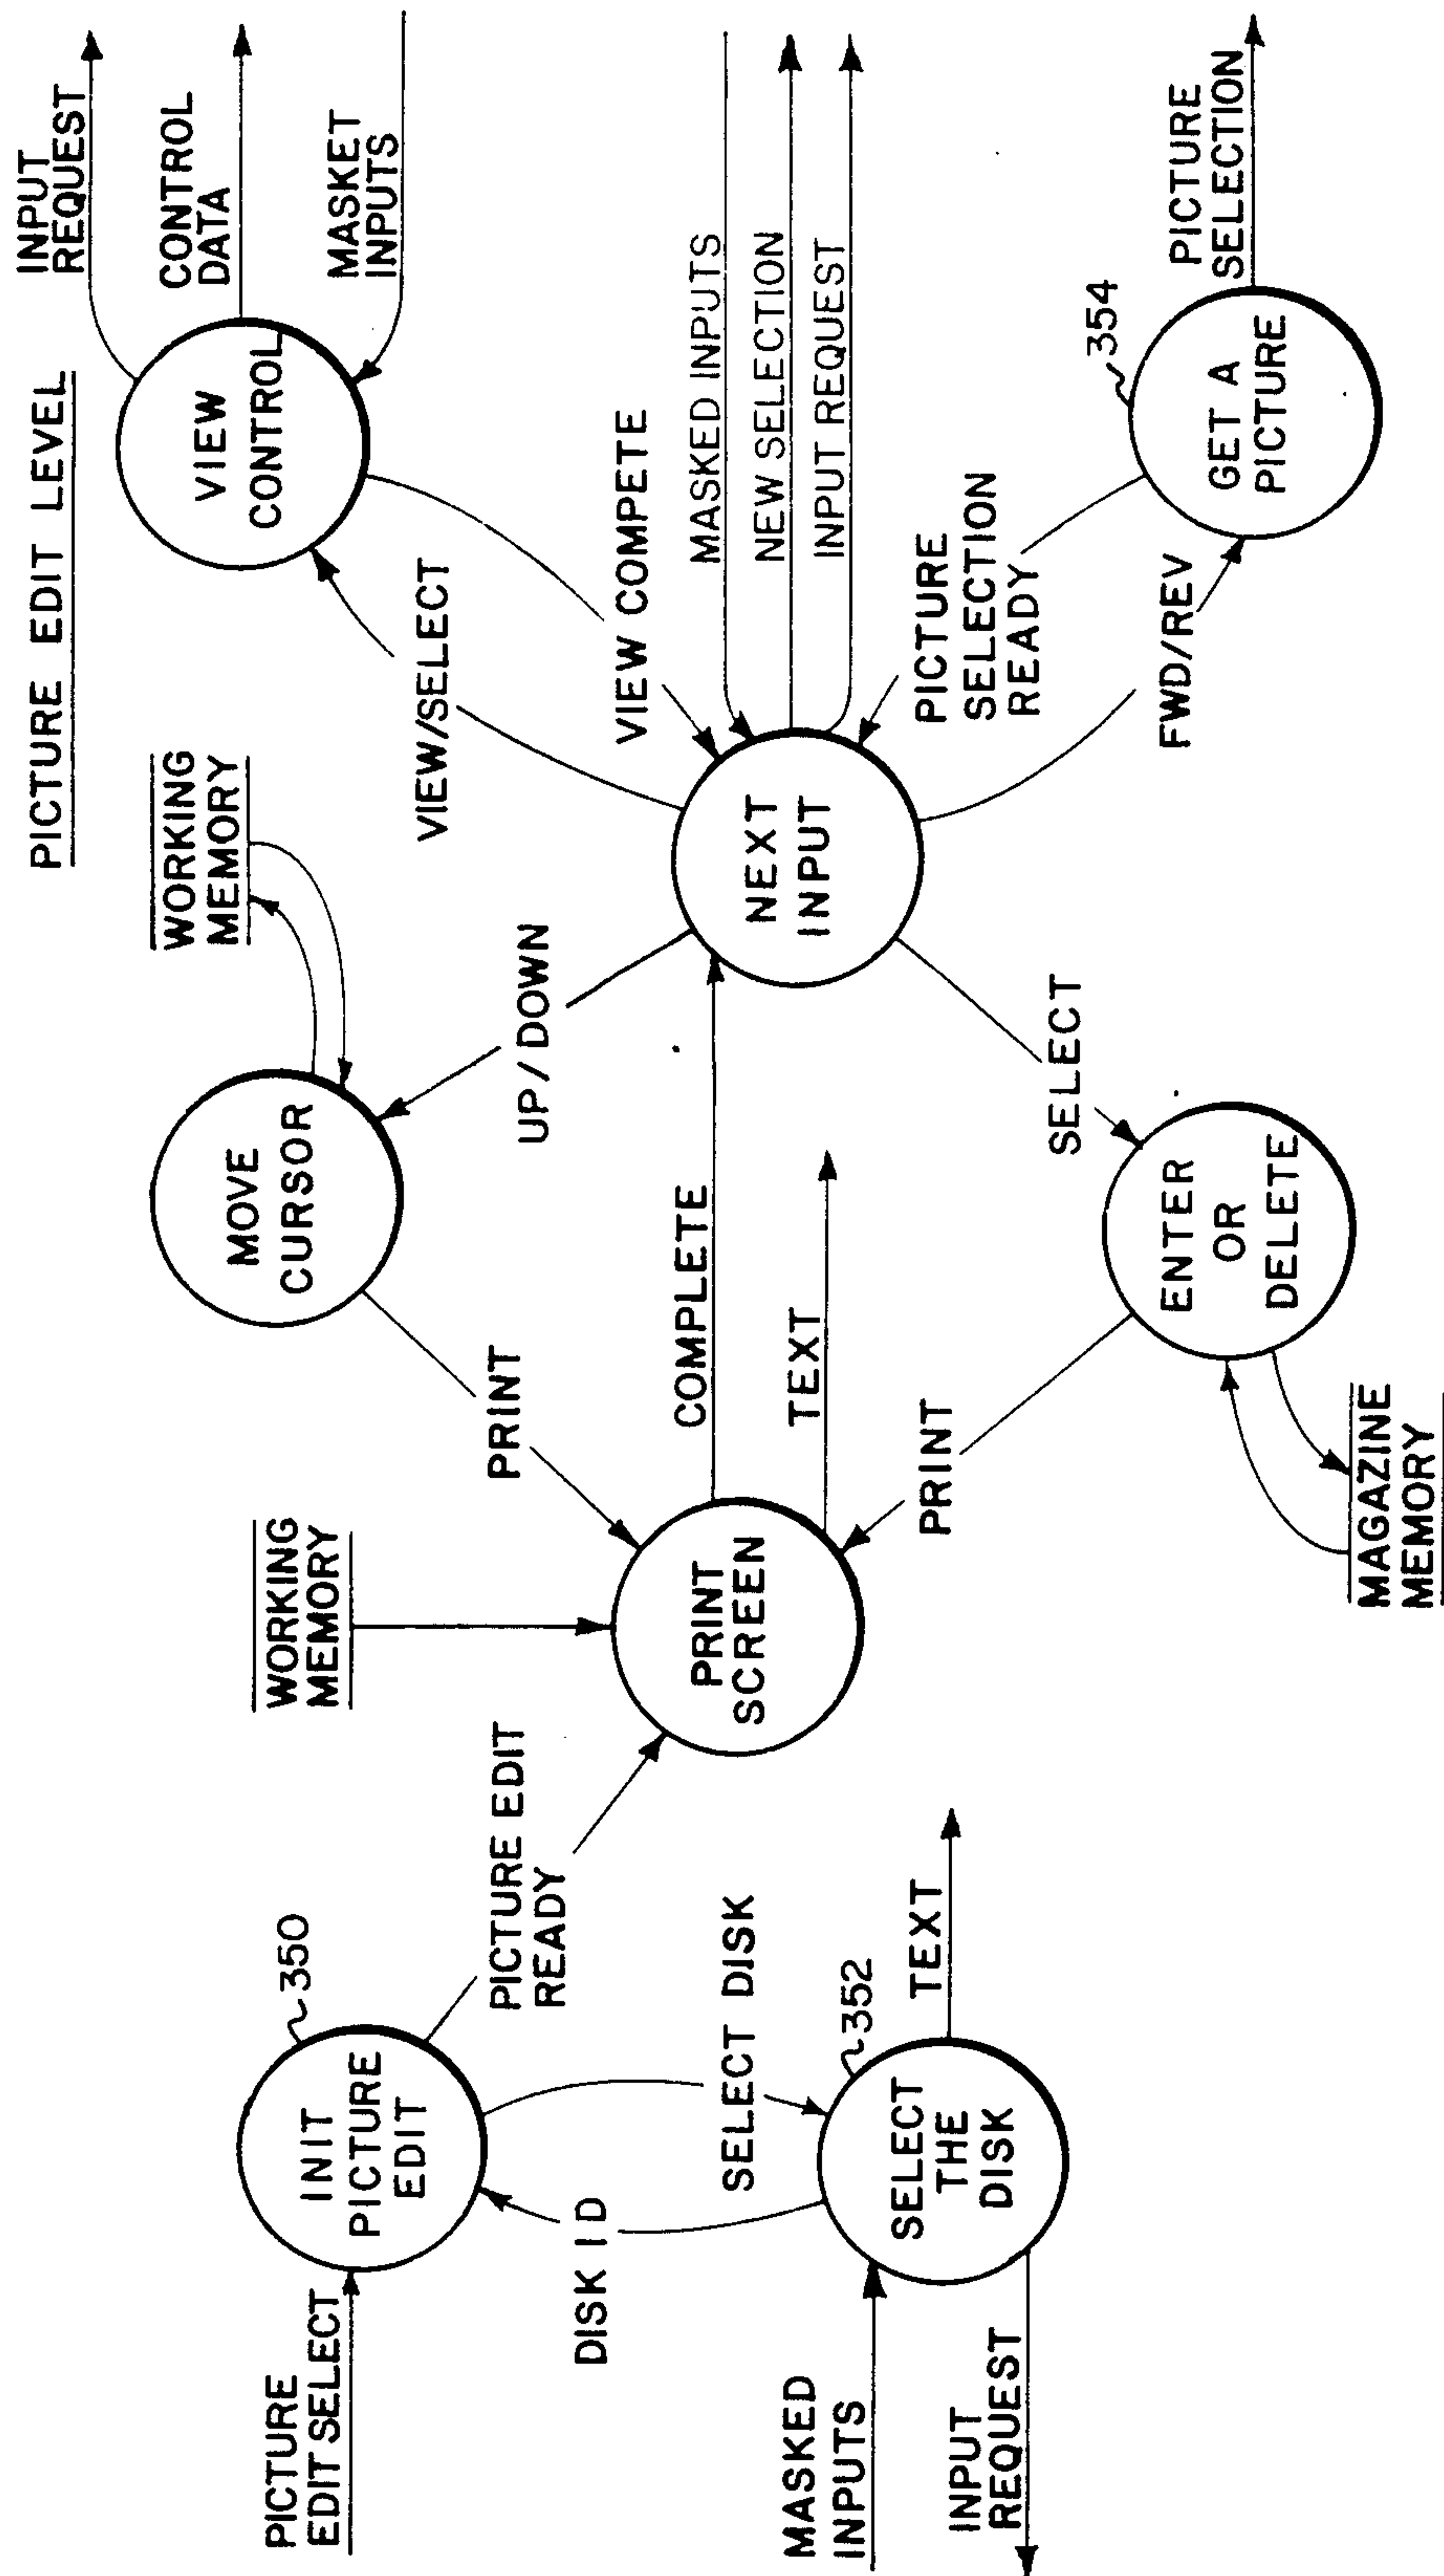 PICTURE EDIT LEVEL
PICTURE
EDIT SELECT
INIT
PICTURE
EDIT
350
DISK ID
SELECT DISK
MASKED
INPUTS
INPUT
REQUEST
SELECT
THE
DISK
352
TEXT
PICTURE EDIT
READY
WORKING
MEMORY
PRINT
SCREEN
PRINT
COMPLETE
TEXT
PRINT
MOVE
CURSOR
WORKING
MEMORY
UP/DOWN
ENTER
OR
DELETE
MAGAZINE
MEMORY
SELECT
NEXT
INPUT
VIEW/SELECT
VIEW COMPETE
MASKED INPUTS
NEW SELECTION
INPUT REQUEST
PICTURE
SELECTION
READY
FWD/REV
VIEW
CONTROL
INPUT
REQUEST
CONTROL
DATA
MASKET
INPUTS
GET A
PICTURE
354
PICTURE
SELECTION